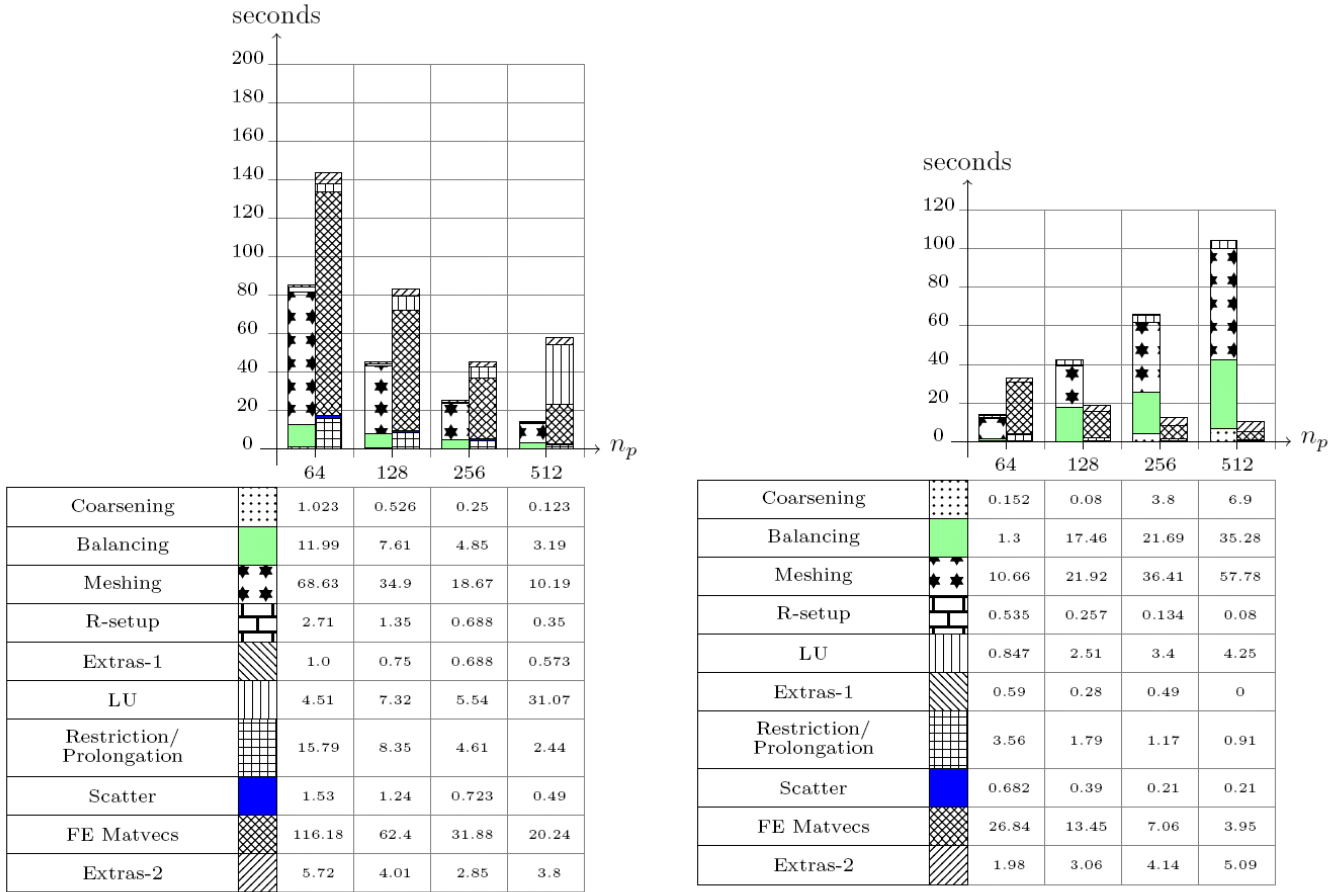 seconds
200
180
160
140
120
100
80
60
40
20
0
64 128 256 512
n_p
Coarsening 1.023 0.526 0.25 0.123
Balancing 11.99 7.61 4.85 3.19
Meshing 68.63 34.9 18.67 10.19
R-setup 2.71 1.35 0.688 0.35
Extras-1 1.0 0.75 0.688 0.573
LU 4.51 7.32 5.54 31.07
Restriction/
Prolongation 15.79 8.35 4.61 2.44
Scatter 1.53 1.24 0.723 0.49
FE Matvecs 116.18 62.4 31.88 20.24
Extras-2 5.72 4.01 2.85 3.8
seconds
120
100
80
60
40
20
0
64 128 256 512
n_p
Coarsening 0.152 0.08 3.8 6.9
Balancing 1.3 17.46 21.69 35.28
Meshing 10.66 21.92 36.41 57.78
R-setup 0.535 0.257 0.134 0.08
LU 0.847 2.51 3.4 4.25
Extras-1 0.59 0.28 0.49 0
Restriction/
Prolongation 3.56 1.79 1.17 0.91
Scatter 0.682 0.39 0.21 0.21
FE Matvecs 26.84 13.45 7.06 3.95
Extras-2 1.98 3.06 4.14 5.09